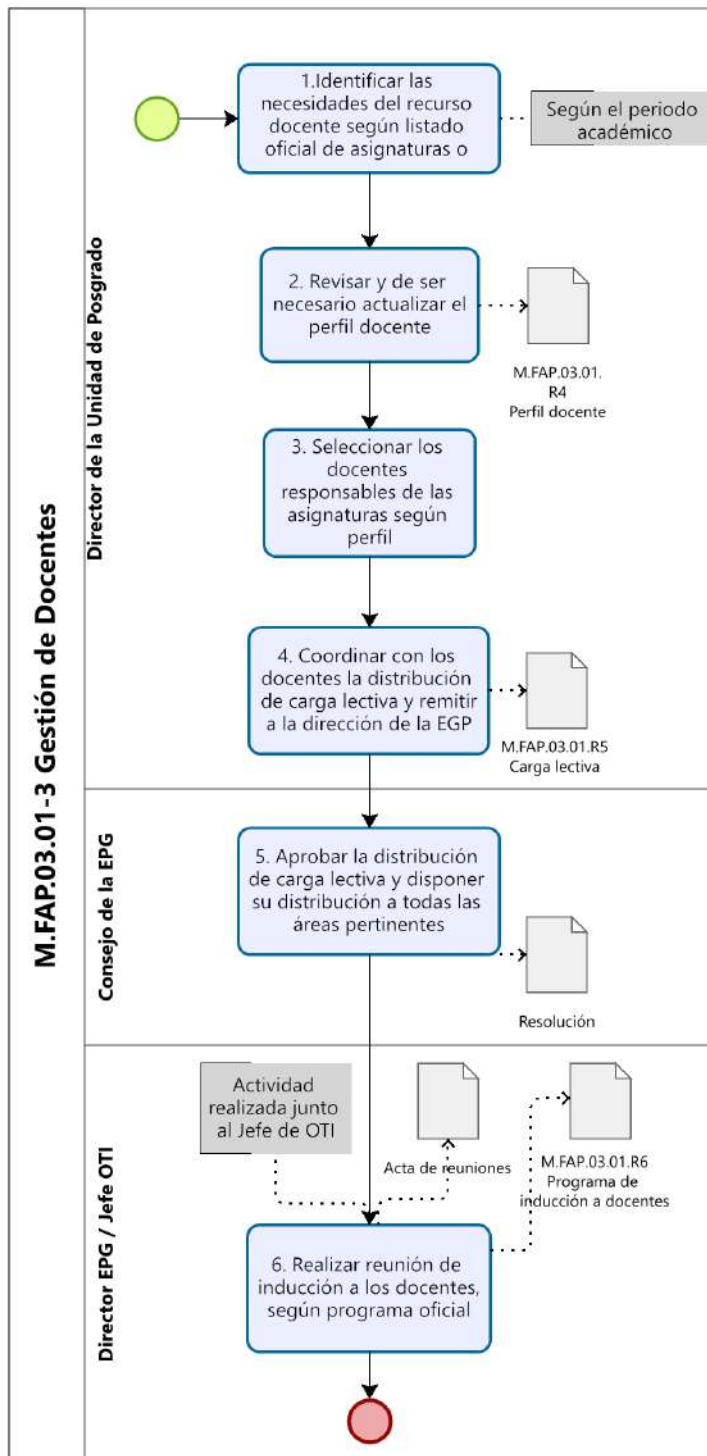 M.FAP.03.01-3 Gestión de Docentes
Director de la Unidad de Posgrado
1.Identificar las
necesidades del recurso
docente según listado
oficial de asignaturas o
Según el periodo
académico
2. Revisar y de ser
necesario actualizar el
perfil docente
M.FAP.03.01.
R4
Perfil docente
3. Seleccionar los
docentes
responsables de las
asignaturas según
perfil
4. Coordinar con los
docentes la distribución
de carga lectiva y remitir
a la dirección de la EGP
M.FAP.03.01.R5
Carga lectiva
Consejo de la EPG
5. Aprobar la distribución
de carga lectiva y disponer
su distribución a todas las
áreas pertinentes
Resolución
Director EPG / Jefe OTI
Actividad
realizada junto
al Jefe de OTI
Acta de reuniones
M.FAP.03.01.R6
Programa de
inducción a docentes
6. Realizar reunión de
inducción a los docentes,
según programa oficial